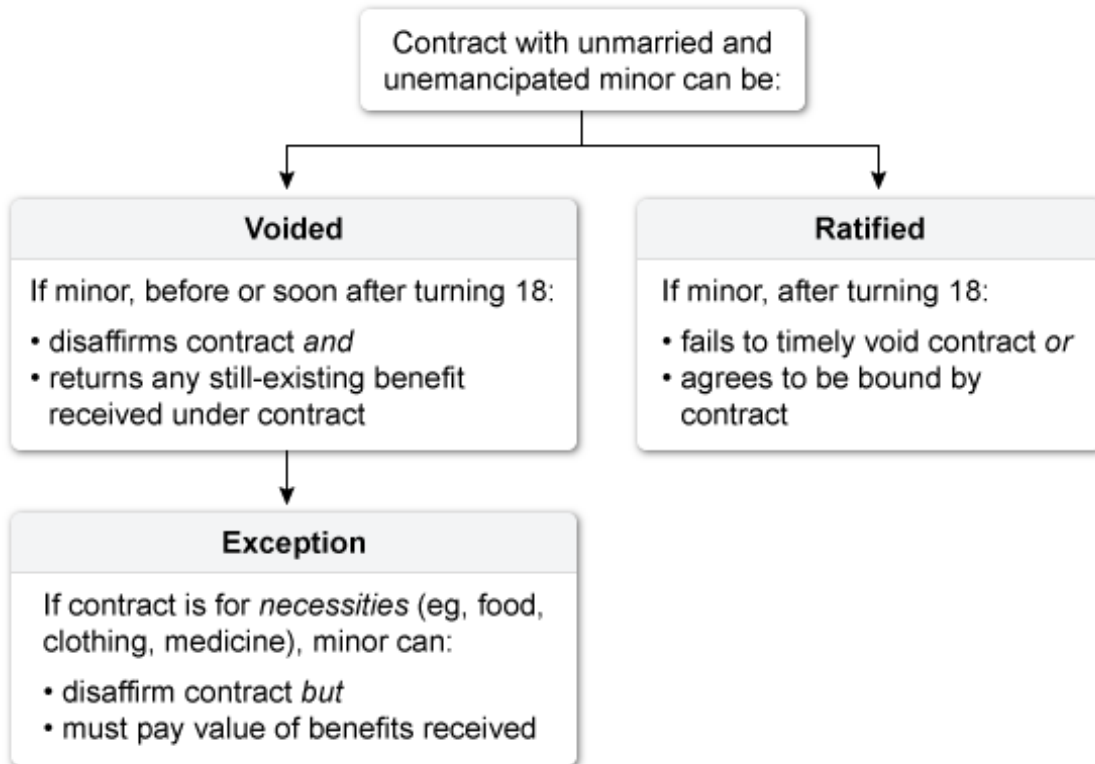 Contract with unmarried and
unemancipated minor can be:
Voided
If minor, before or soon after turning 18:
• disaffirms contract and
• returns any still-existing benefit
received under contract
Ratified
If minor, after turning 18:
• fails to timely void contract or
• agrees to be bound by
contract
Exception
If contract is for necessities (eg, food,
clothing, medicine), minor can:
• disaffirm contract but
• must pay value of benefits received